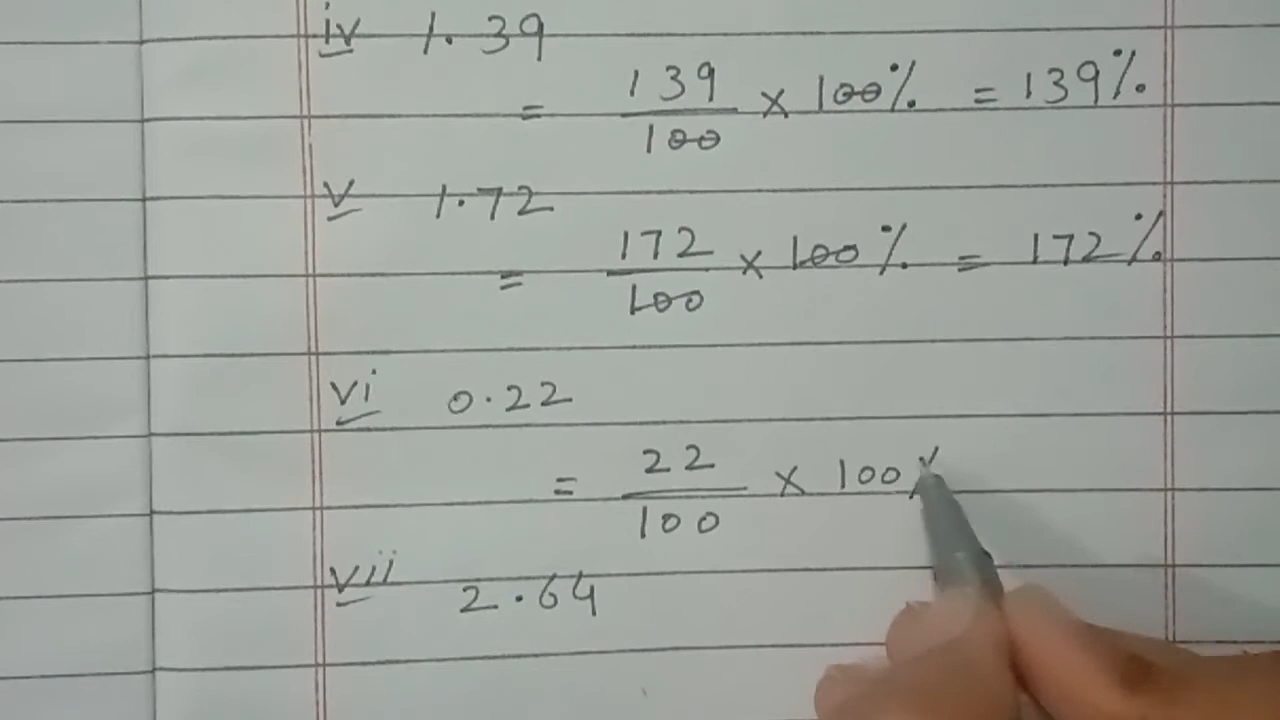 iv 1.39
= 139/100 × 100% = 139%
v 1.72
= 172/100 × 100% = 172%
vi 0.22
= 22/100 × 100%
vii 2.64